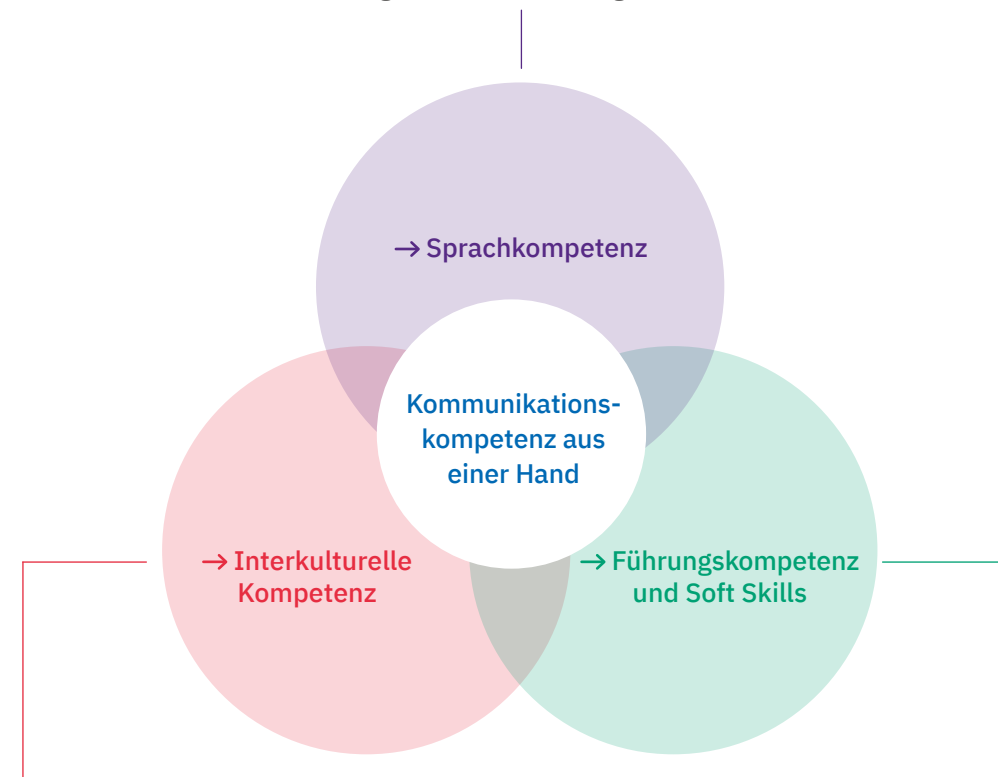 → Sprachkompetenz
Kommunikations-
kompetenz aus
einer Hand
→ Interkulturelle
Kompetenz
→ Führungskompetenz
und Soft Skills